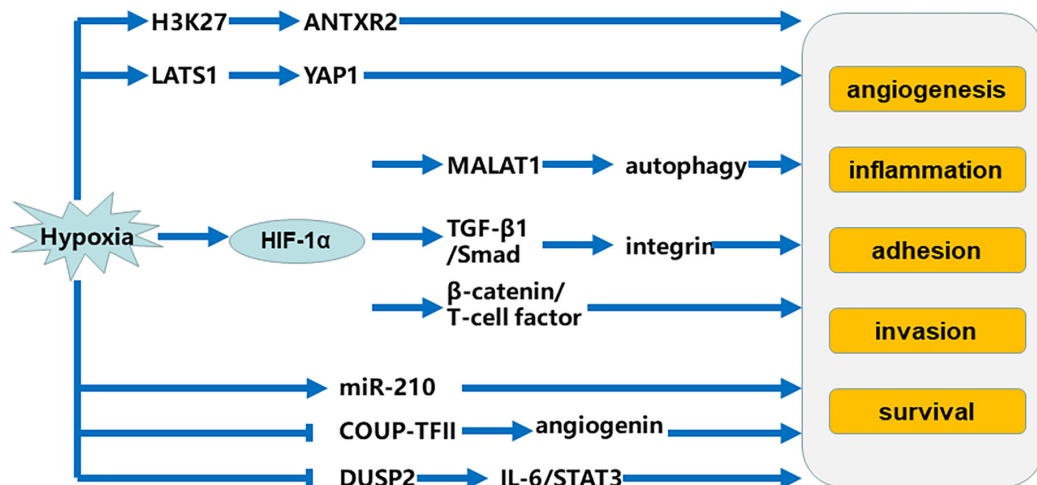 H3K27 ANTXR2
LATS1 YAP1
angiogenesis
MALAT1 autophagy
inflammation
Hypoxia
HIF-1α
TGF-β1
/Smad
integrin
adhesion
β-catenin/
T-cell factor
invasion
miR-210
survival
COUP-TFII angiogenin
DUSP2 IL-6/STAT3